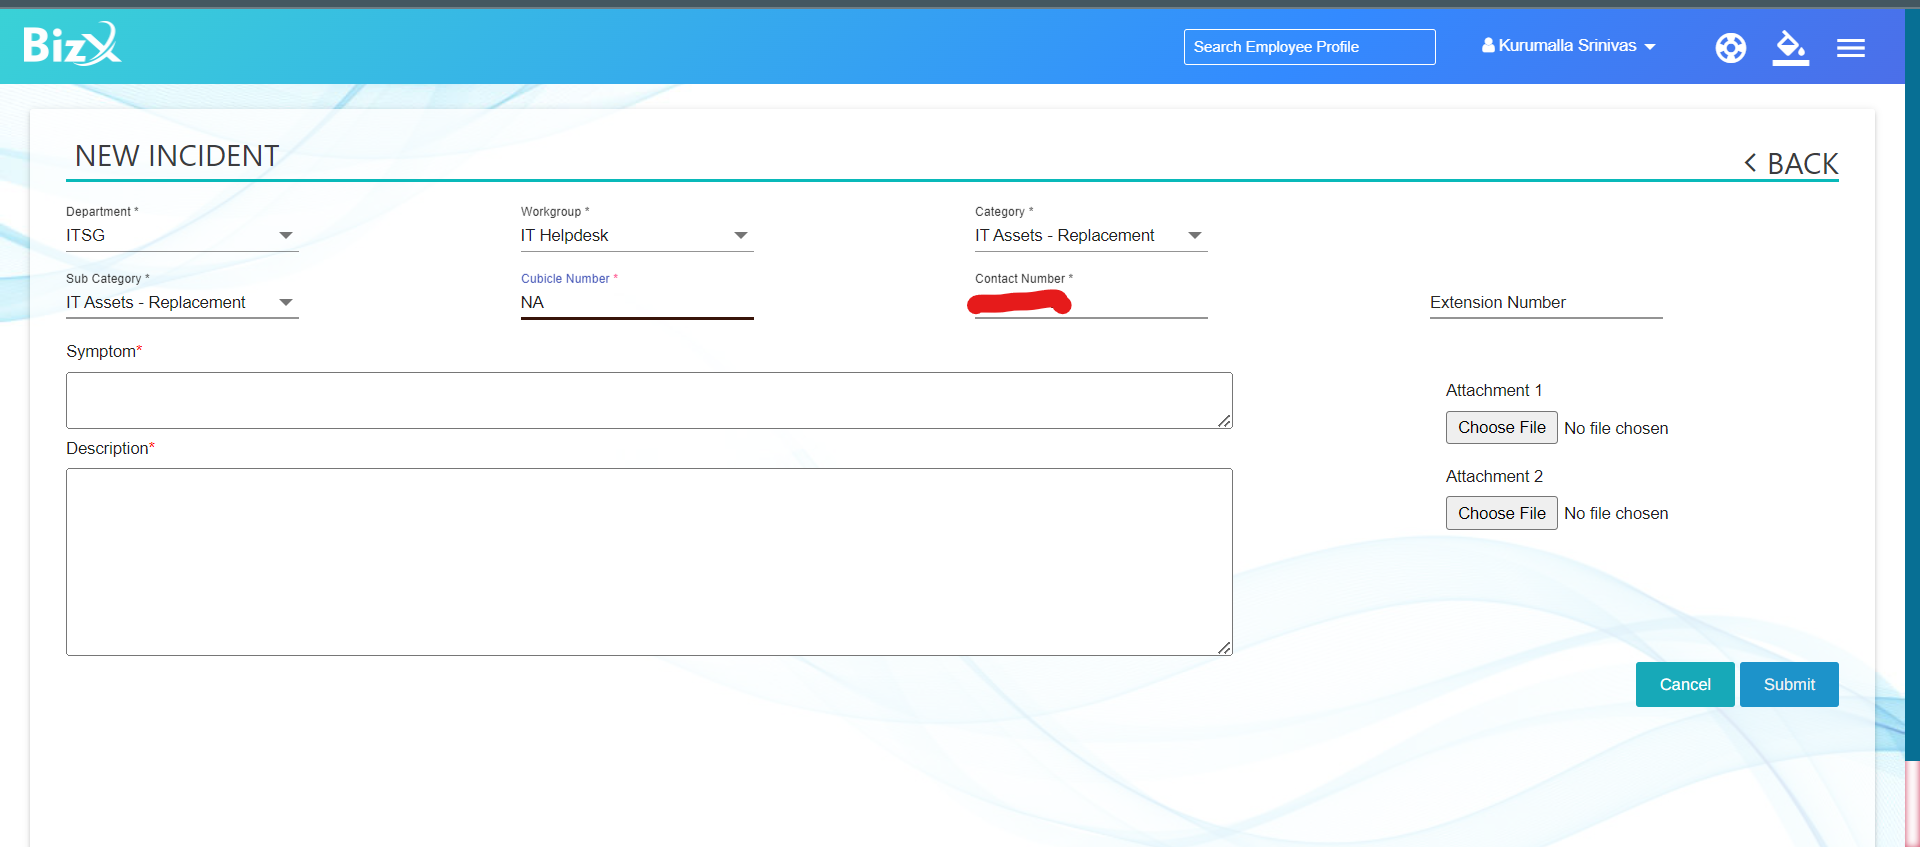 BizX
Search Employee Profile
Kurumalla Srinivas
NEW INCIDENT
BACK
Department *
Workgroup *
Category *
ITSG
IT Helpdesk
IT Assets - Replacement
Sub Category *
Cubicle Number *
Contact Number *
IT Assets - Replacement
NA
Extension Number
Symptom*
Attachment 1
Choose File No file chosen
Description*
Attachment 2
Choose File No file chosen
Cancel
Submit